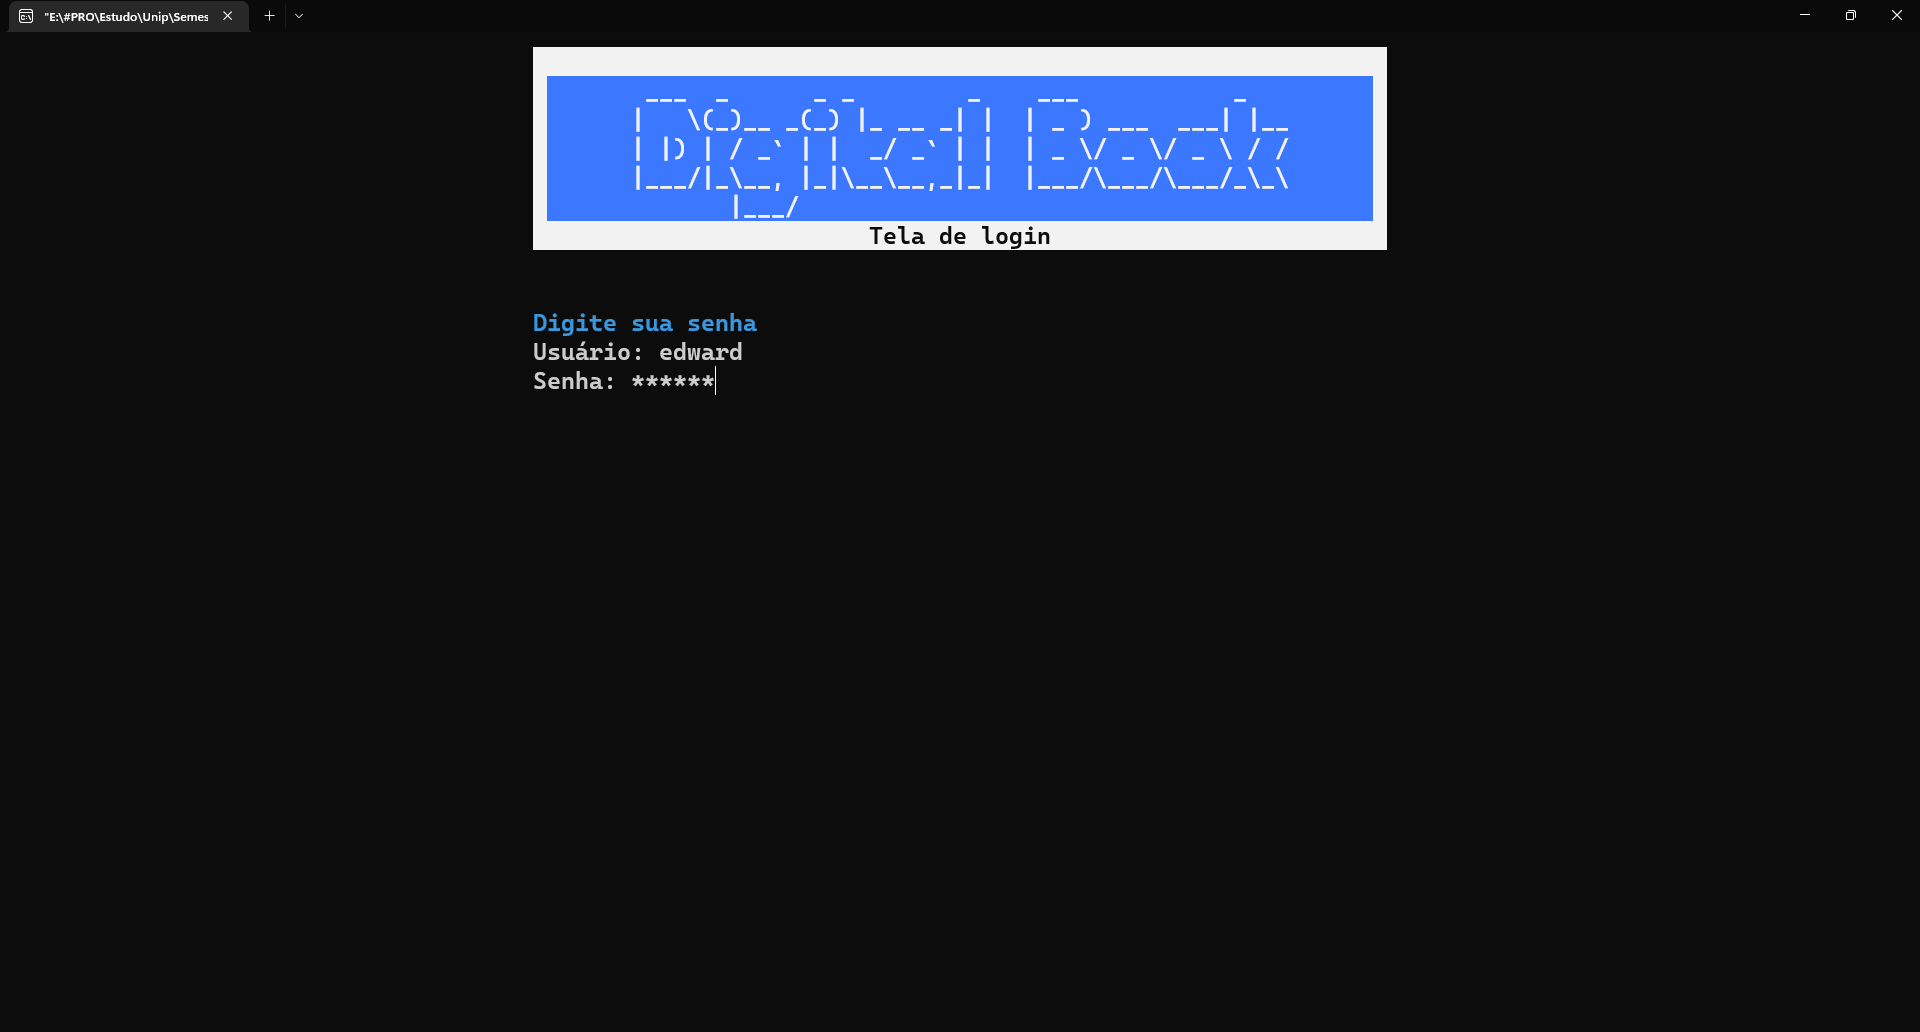 "E:\#PRO\Estudo\Unip\Semes
Digital Book
Tela de login
Digite sua senha
Usuário: edward
Senha: ******